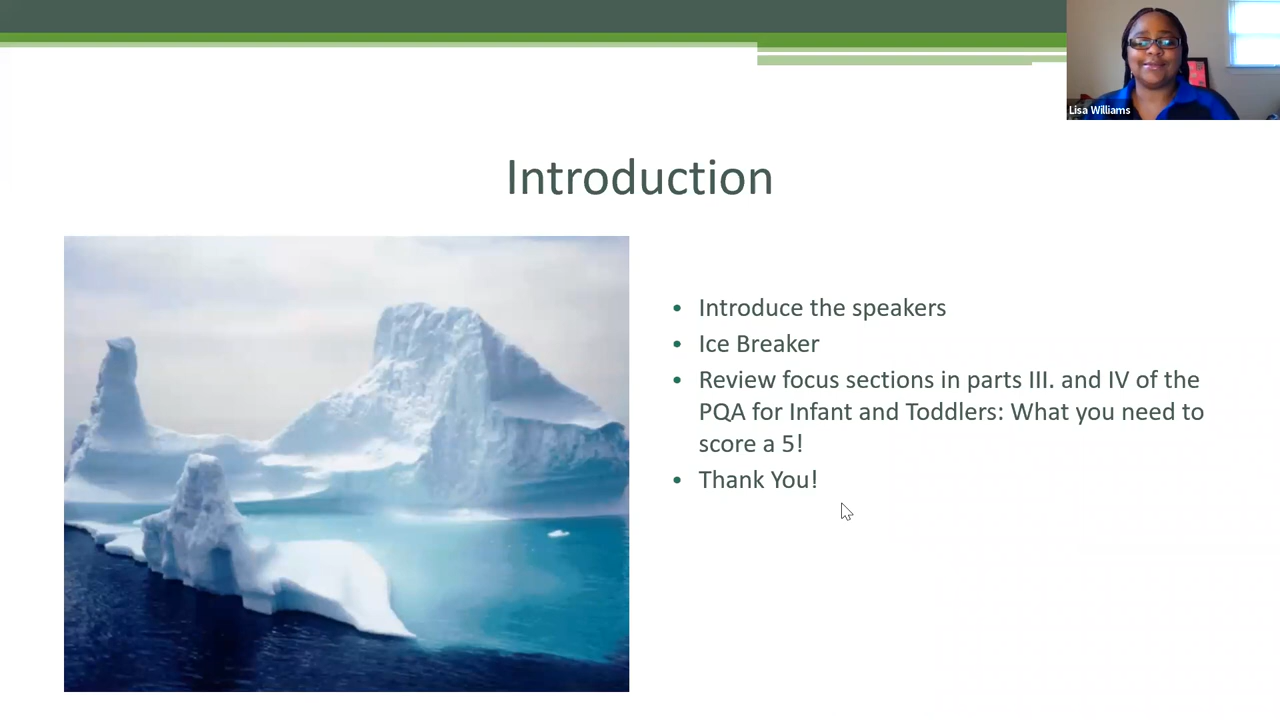 Lisa Williams
Introduction
• Introduce the speakers
• Ice Breaker
• Review focus sections in parts III. and IV of the
PQA for Infant and Toddlers: What you need to
score a 5!
• Thank You!